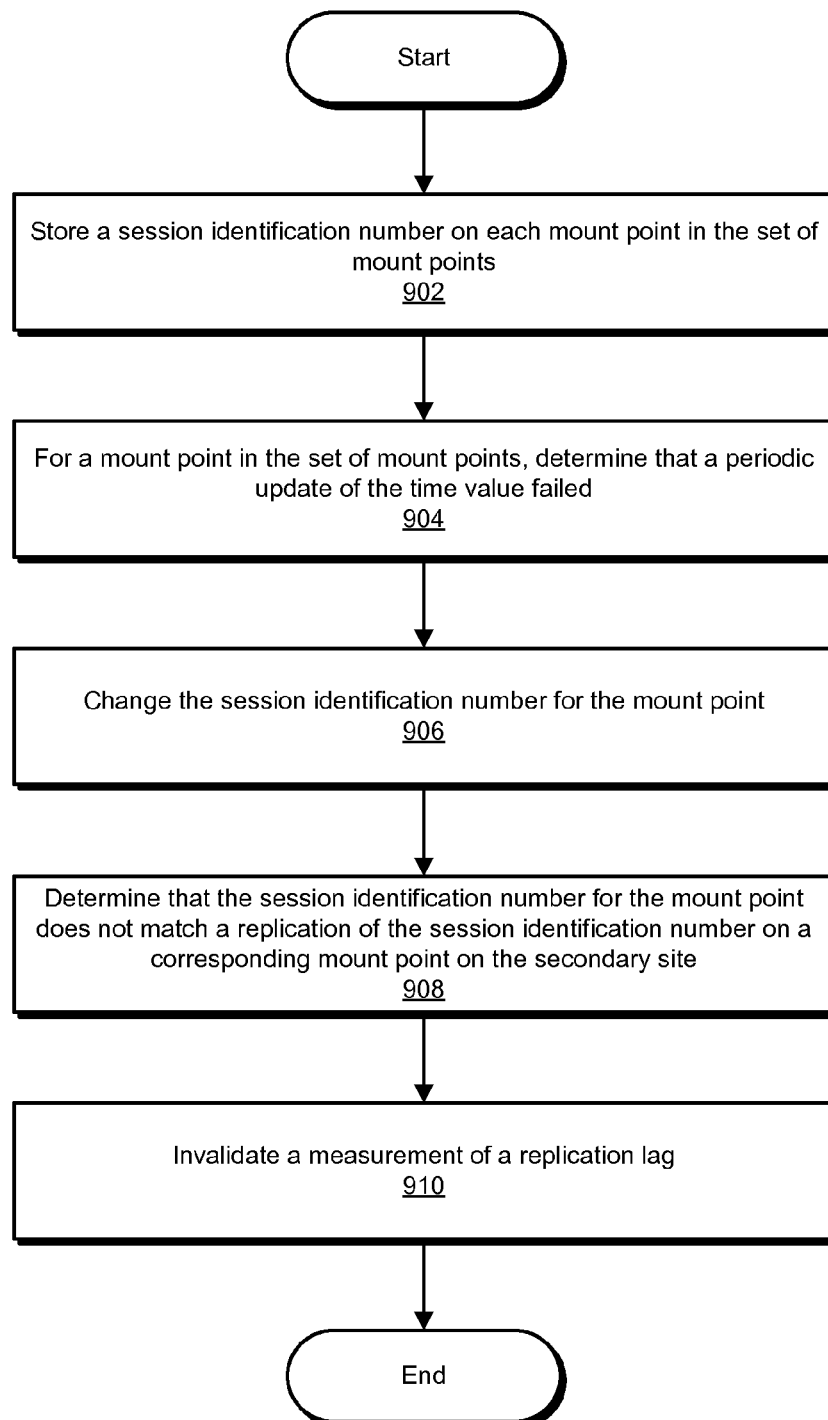 Start
Store a session identification number on each mount point in the set of
mount points
902
For a mount point in the set of mount points, determine that a periodic
update of the time value failed
904
Change the session identification number for the mount point
906
Determine that the session identification number for the mount point
does not match a replication of the session identification number on a
corresponding mount point on the secondary site
908
Invalidate a measurement of a replication lag
910
End